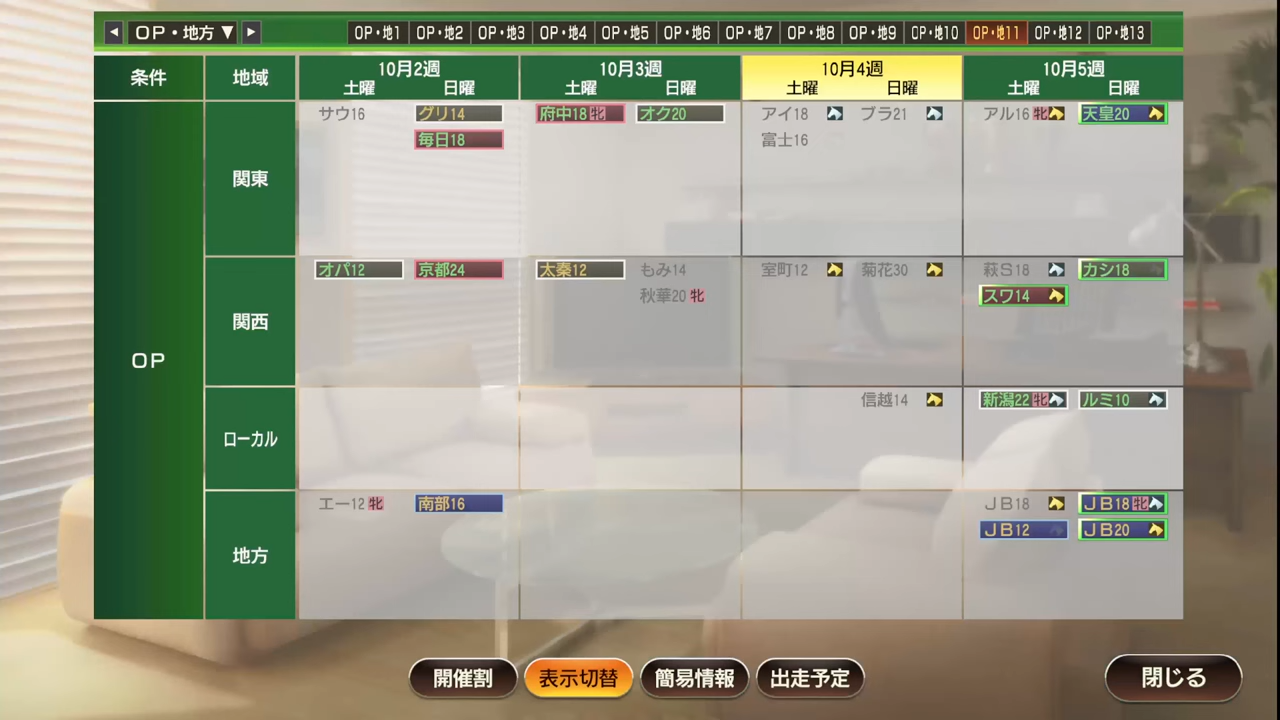 ◀ OP・地方▼ ▶ OP・地1 OP・地2 OP・地3 OP・地4 OP・地5 OP・地6 OP・地7 OP・地8 OP・地9 OP・地10 OP・地11 OP・地12 OP・地13
条件 地域 10月2週 10月3週 10月4週 10月5週
土曜 日曜 土曜 日曜 土曜 日曜 土曜 日曜
サウ16 グリ14 府中18牝 オク20 アイ18 ブラ21 アル16牝 天皇20
毎日18 富士16
関東
オパ12 京都24 太秦12 もみ14 室町12 菊花30 萩S18 カシ18
秋華20牝 スワ14
関西
OP
信越14 新潟22牝 ルミ10
ローカル
エー12牝 南部16 JB18 JB18牝
JB12 JB20
地方
開催割 表示切替 簡易情報 出走予定 閉じる